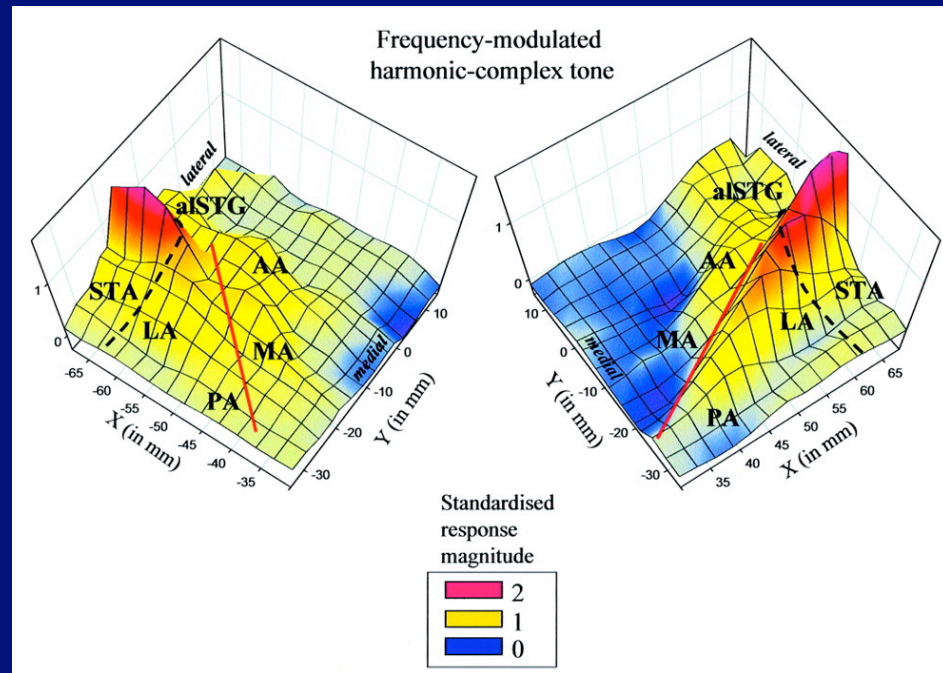 Frequency-modulated
harmonic-complex tone
lateral
alSTG
AA
STA
LA
MA
PA
medial
1
0
-65
-60
-55
-50
-45
-40
-35
X (in mm)
10
0
-10
-20
-30
Y (in mm)
lateral
alSTG
AA
STA
LA
MA
PA
medial
1
0
10
0
-10
-20
-30
Y (in mm)
35
40
45
50
55
60
65
X (in mm)
Standardised
response
magnitude
2
1
0